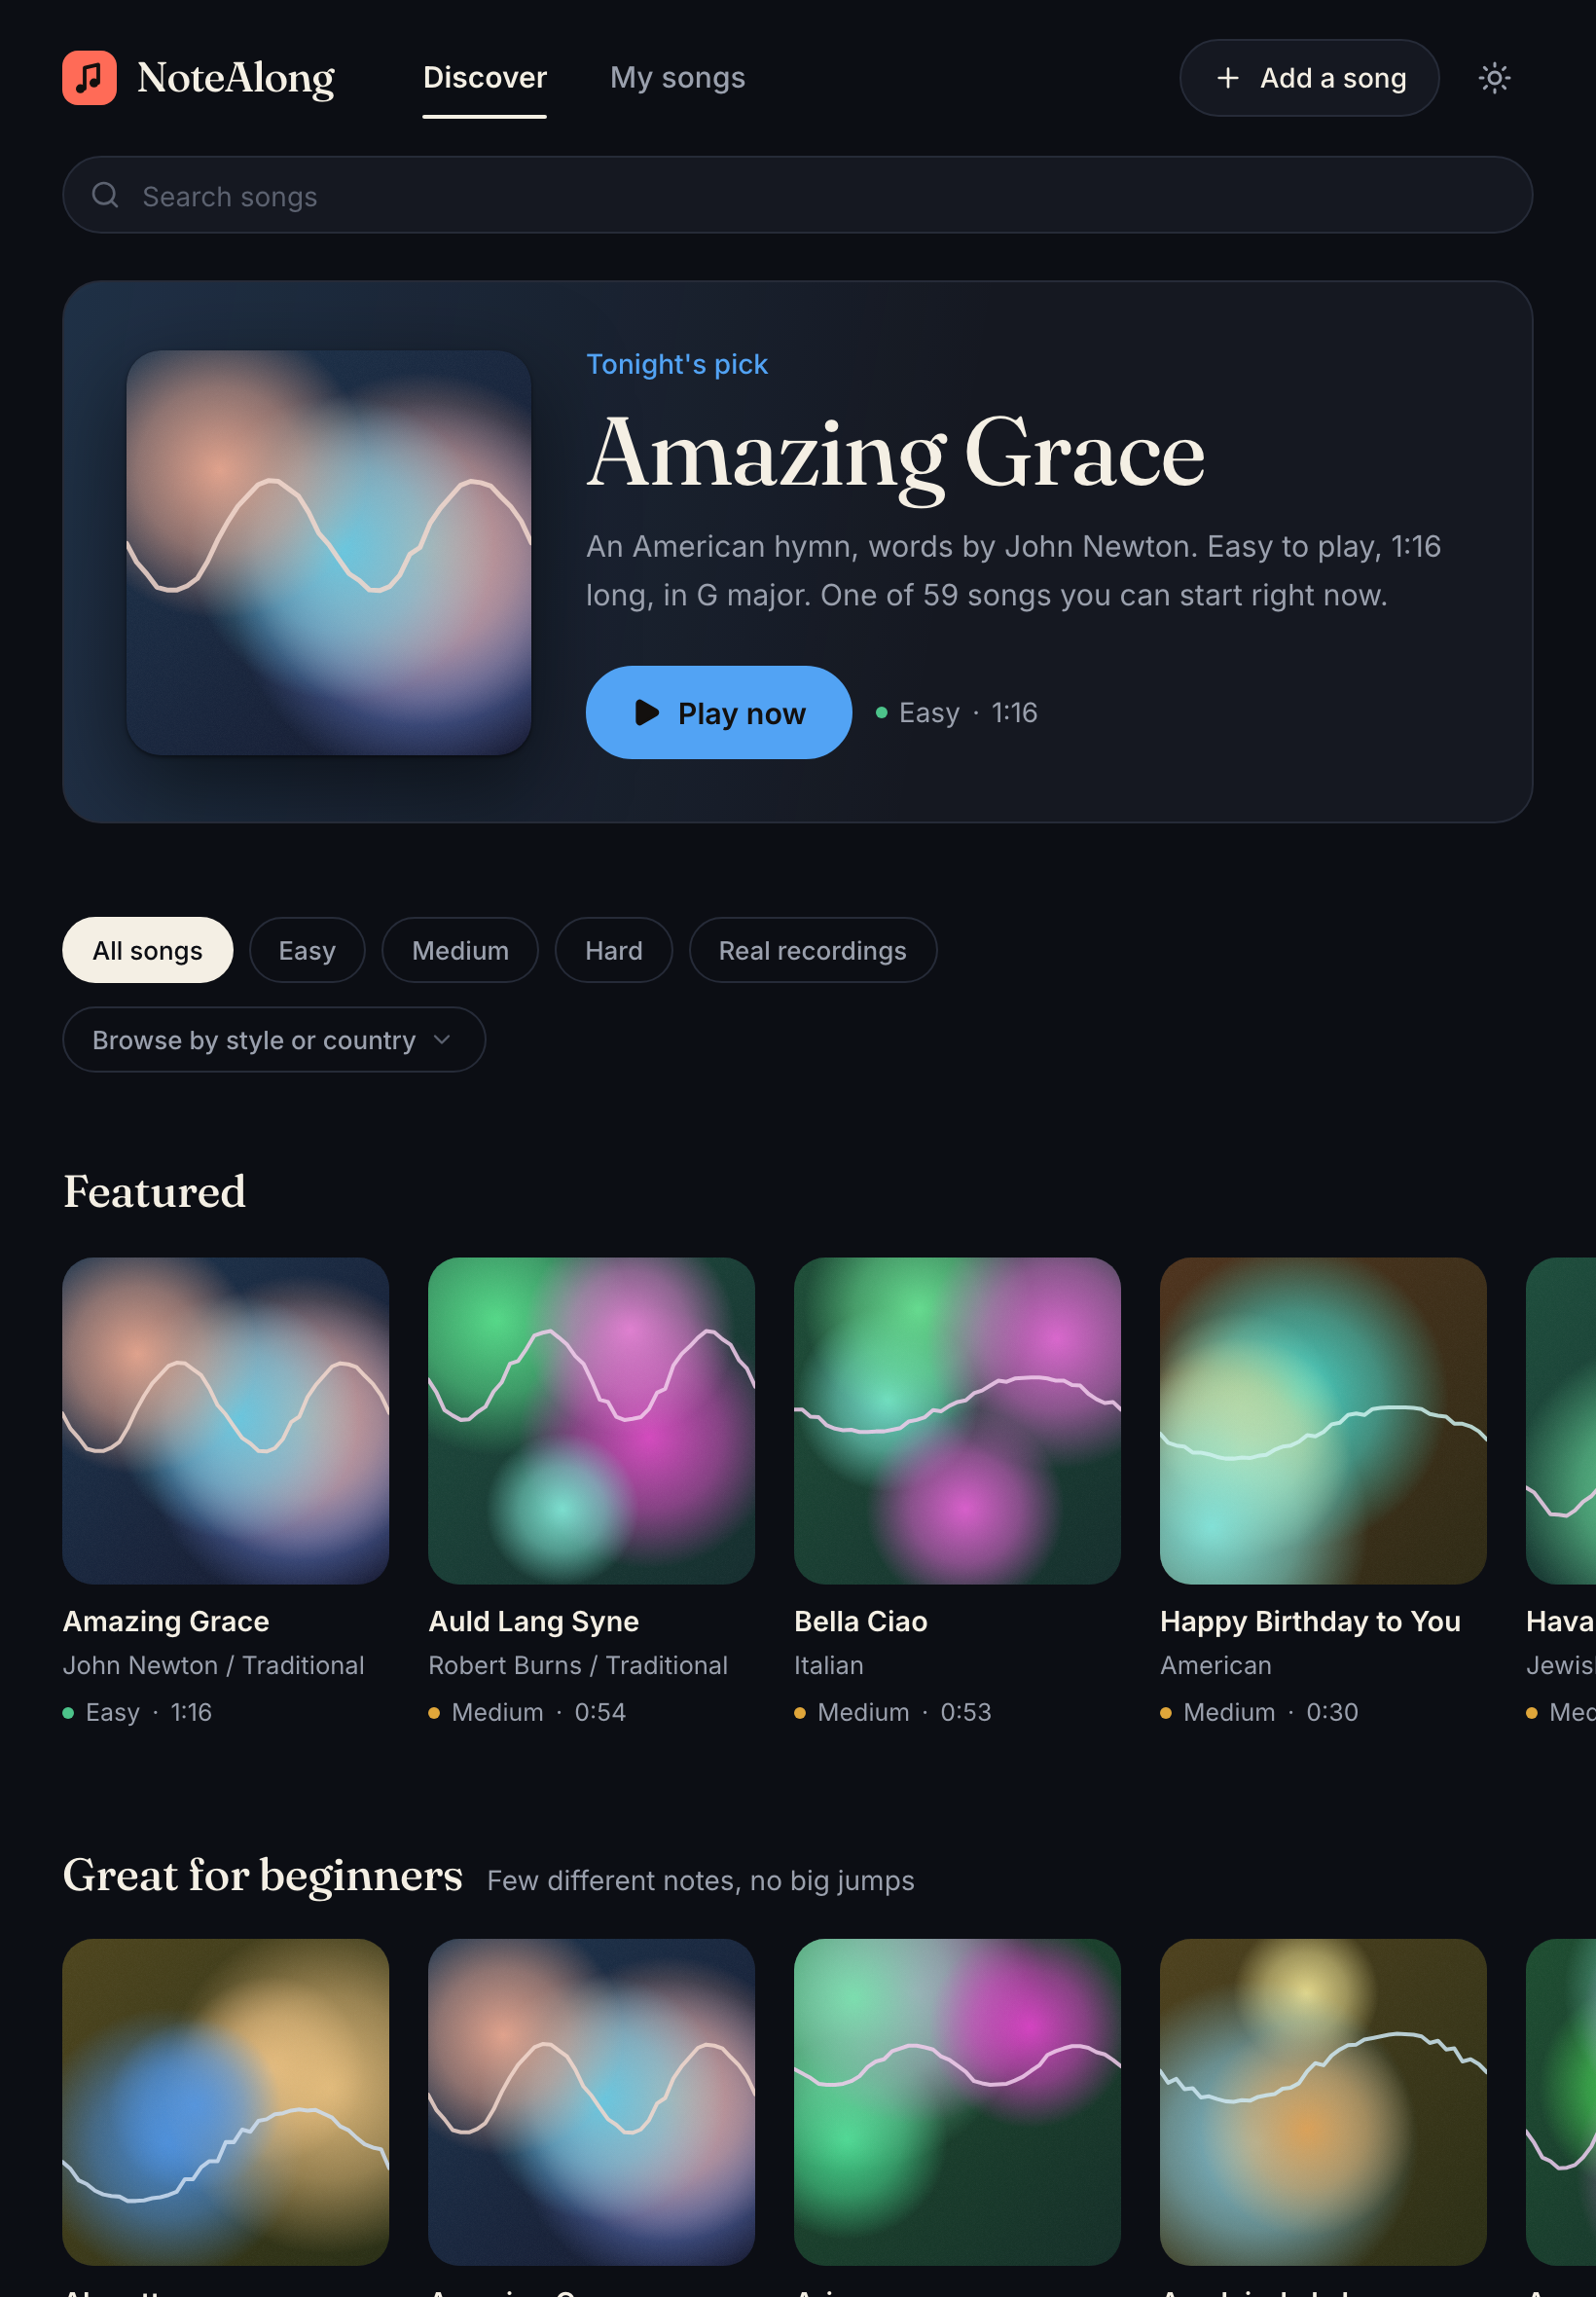 NoteAlong
Discover
My songs
Add a song
Search songs
Tonight's pick
Amazing Grace
An American hymn, words by John Newton. Easy to play, 1:16
long, in G major. One of 59 songs you can start right now.
Play now
Easy · 1:16
All songs
Easy
Medium
Hard
Real recordings
Browse by style or country
Featured
Amazing Grace
John Newton / Traditional
Easy · 1:16
Auld Lang Syne
Robert Burns / Traditional
Medium · 0:54
Bella Ciao
Italian
Medium · 0:53
Happy Birthday to You
American
Medium · 0:30
Great for beginners
Few different notes, no big jumps